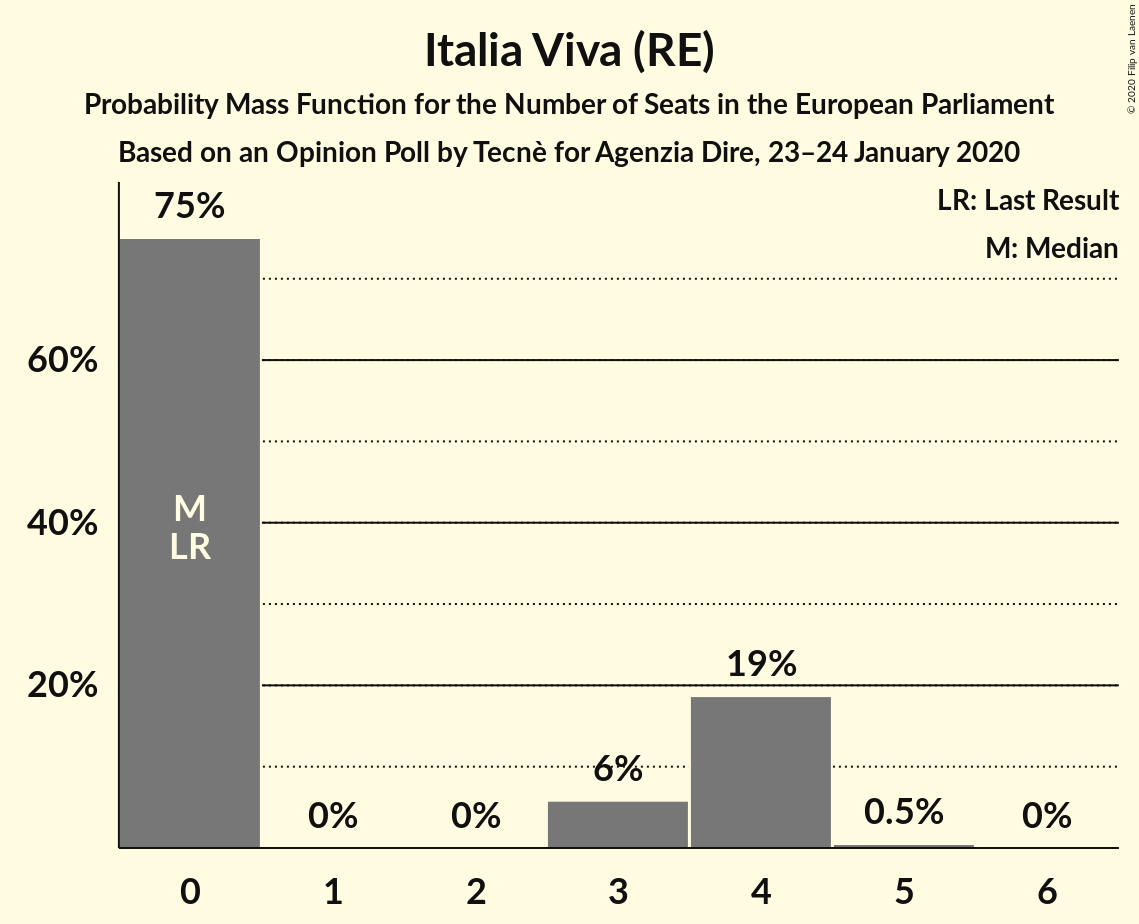 Italia Viva (RE)
Probability Mass Function for the Number of Seats in the European Parliament
Based on an Opinion Poll by Tecnè for Agenzia Dire, 23–24 January 2020
© 2020 Filip van Laenen
LR: Last Result
M: Median
75%
60%
M
40%
LR
19%
20%
6%
0%
0%
0.5%
0%
0 1 2 3 4 5 6